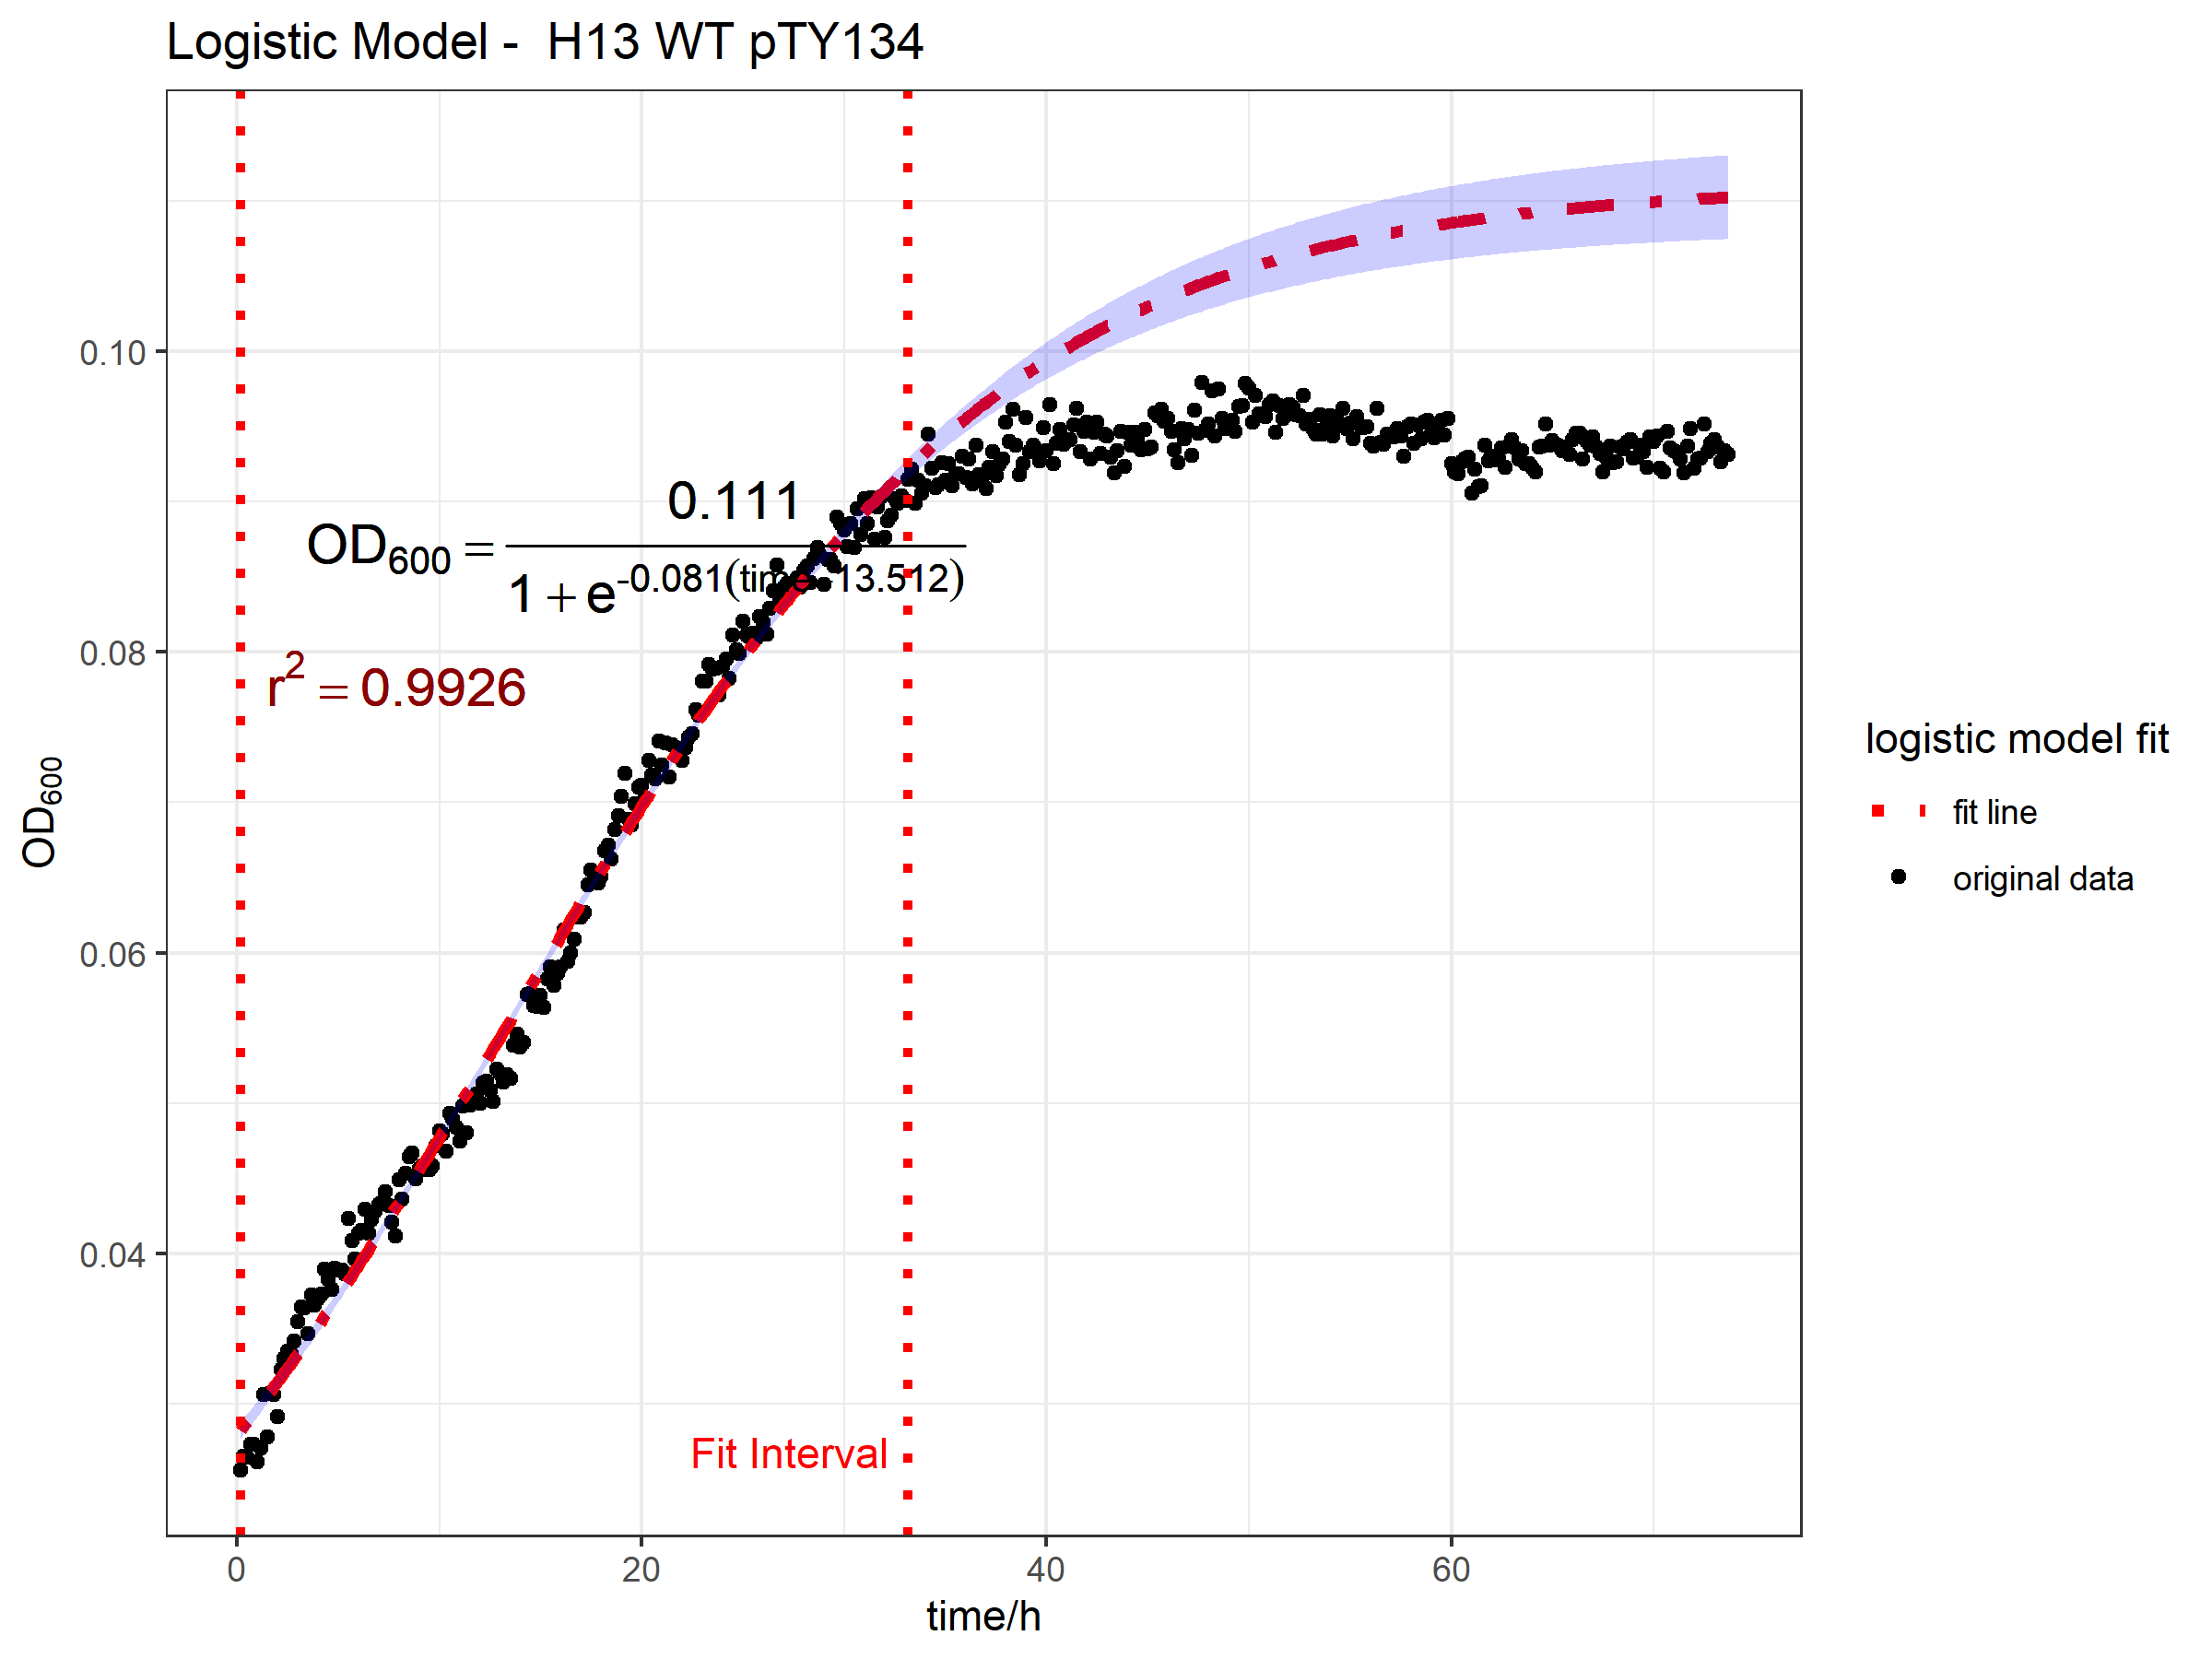 Logistic Model -  H13 WT pTY134
OD600
0.10
0.08
0.06
0.04
OD600 = 0.111
1 + e-0.081(time-13.512)
r2 = 0.9926
Fit Interval
0 20 40 60
time/h
logistic model fit
fit line
original data